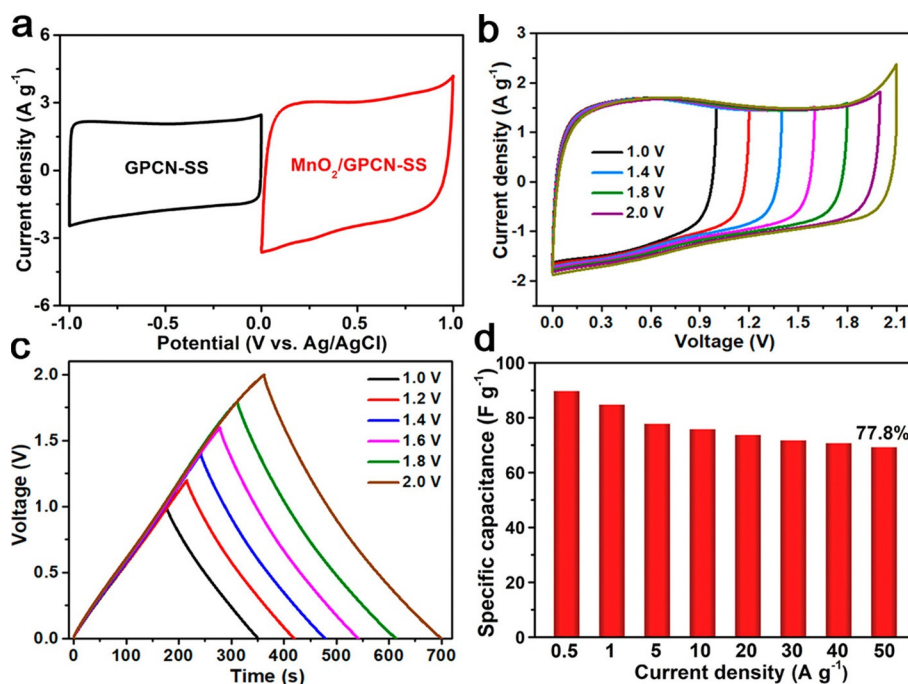 a
6
3
0
-3
-6
Current density (A g⁻¹)
GPCN-SS
MnO₂/GPCN-SS
-1.0 -0.5 0.0 0.5 1.0
Potential (V vs. Ag/AgCl)
b
3
2
1
0
-1
-2
Current density (A g⁻¹)
1.0 V
1.4 V
1.8 V
2.0 V
0.0 0.3 0.6 0.9 1.2 1.5 1.8 2.1
Voltage (V)
c
2.0
1.5
1.0
0.5
0.0
Voltage (V)
1.0 V
1.2 V
1.4 V
1.6 V
1.8 V
2.0 V
0 100 200 300 400 500 600 700
Time (s)
d
100
80
60
40
20
0
Specific capacitance (F g⁻¹)
77.8%
0.5 1 5 10 20 30 40 50
Current density (A g⁻¹)